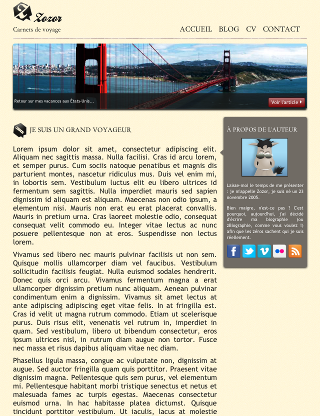 Zozor
Carnets de voyage
ACCUEIL BLOG CV CONTACT
Retour sur mes vacances aux États-Unis...
Voir l'article
JE SUIS UN GRAND VOYAGEUR
Lorem ipsum dolor sit amet, consectetur adipiscing elit.
Aliquam nec sagittis massa. Nulla facilisi. Cras id arcu lorem,
et semper purus. Cum sociis natoque penatibus et magnis dis
parturient montes, nascetur ridiculus mus. Duis vel enim mi,
in lobortis sem. Vestibulum luctus elit eu libero ultrices id
fermentum sem sagittis. Nulla imperdiet mauris sed sapien
dignissim id aliquam est aliquam. Maecenas non odio ipsum, a
elementum nisi. Mauris non erat eu erat placerat convallis.
Mauris in pretium urna. Cras laoreet molestie odio, consequat
consequat velit commodo eu. Integer vitae lectus ac nunc
posuere pellentesque non at eros. Suspendisse non lectus
lorem.
Vivamus sed libero nec mauris pulvinar facilisis ut non sem.
Quisque mollis ullamcorper diam vel faucibus. Vestibulum
sollicitudin facilisis feugiat. Nulla euismod sodales hendrerit.
Donec quis orci arcu. Vivamus fermentum magna a erat
ullamcorper dignissim pretium nunc aliquam. Aenean pulvinar
condimentum enim a dignissim. Vivamus sit amet lectus at
ante adipiscing adipiscing eget vitae felis. In at fringilla est.
Cras id velit ut magna rutrum commodo. Etiam ut scelerisque
purus. Duis risus elit, venenatis vel rutrum in, imperdiet in
quam. Sed vestibulum, libero ut bibendum consectetur, eros
ipsum ultrices nisl, in rutrum diam augue non tortor. Fusce
nec massa et risus dapibus aliquam vitae nec diam.
Phasellus ligula massa, congue ac vulputate non, dignissim at
augue. Sed auctor fringilla quam quis porttitor. Praesent vitae
dignissim magna. Pellentesque quis sem purus, vel elementum
mi. Pellentesque habitant morbi tristique senectus et netus et
malesuada fames ac turpis egestas. Maecenas consectetur
euismod urna. In hac habitasse platea dictumst. Quisque
tincidunt porttitor vestibulum. Ut iaculis, lacus at molestie
À PROPOS DE L'AUTEUR
Laissez-moi le temps de me présenter
: je m'appelle Zozor, je suis né un 23
novembre 2005.
Bien maigre, n'est-ce pas ? C'est
pourquoi, aujourd'hui, j'ai décidé
d'écrire ma biographie (ou
zBiographie, comme vous voulez !)
afin que les zéros sachent qui je suis
réellement.